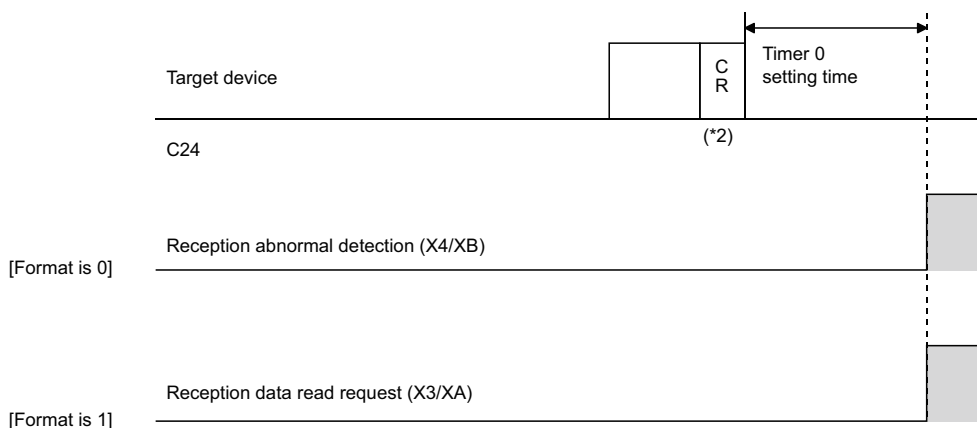 Timer 0
setting time
Target device
C
R
(*2)
C24
Reception abnormal detection (X4/XB)
[Format is 0]
Reception data read request (X3/XA)
[Format is 1]